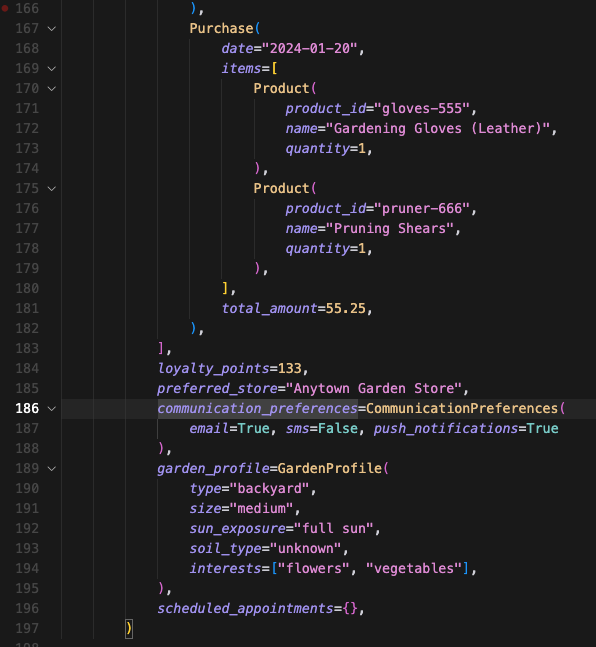 166                 ),
167                 Purchase(
168                     date="2024-01-20",
169                     items=[
170                         Product(
171                             product_id="gloves-555",
172                             name="Gardening Gloves (Leather)",
173                             quantity=1,
174                         ),
175                         Product(
176                             product_id="pruner-666",
177                             name="Pruning Shears",
178                             quantity=1,
179                         ),
180                     ],
181                     total_amount=55.25,
182                 ),
183             ],
184             loyalty_points=133,
185             preferred_store="Anytown Garden Store",
186             communication_preferences=CommunicationPreferences(
187                 email=True, sms=False, push_notifications=True
188             ),
189             garden_profile=GardenProfile(
190                 type="backyard",
191                 size="medium",
192                 sun_exposure="full sun",
193                 soil_type="unknown",
194                 interests=["flowers", "vegetables"],
195             ),
196             scheduled_appointments={},
197         )